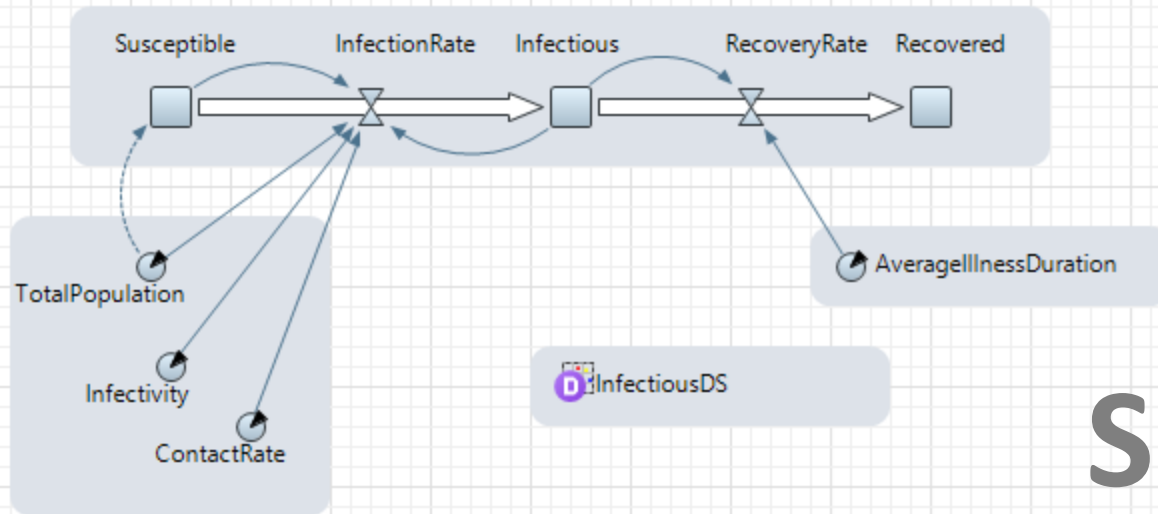 Susceptible InfectionRate Infectious RecoveryRate Recovered
TotalPopulation
AverageIllnessDuration
Infectivity
D InfectiousDS
ContactRate
S